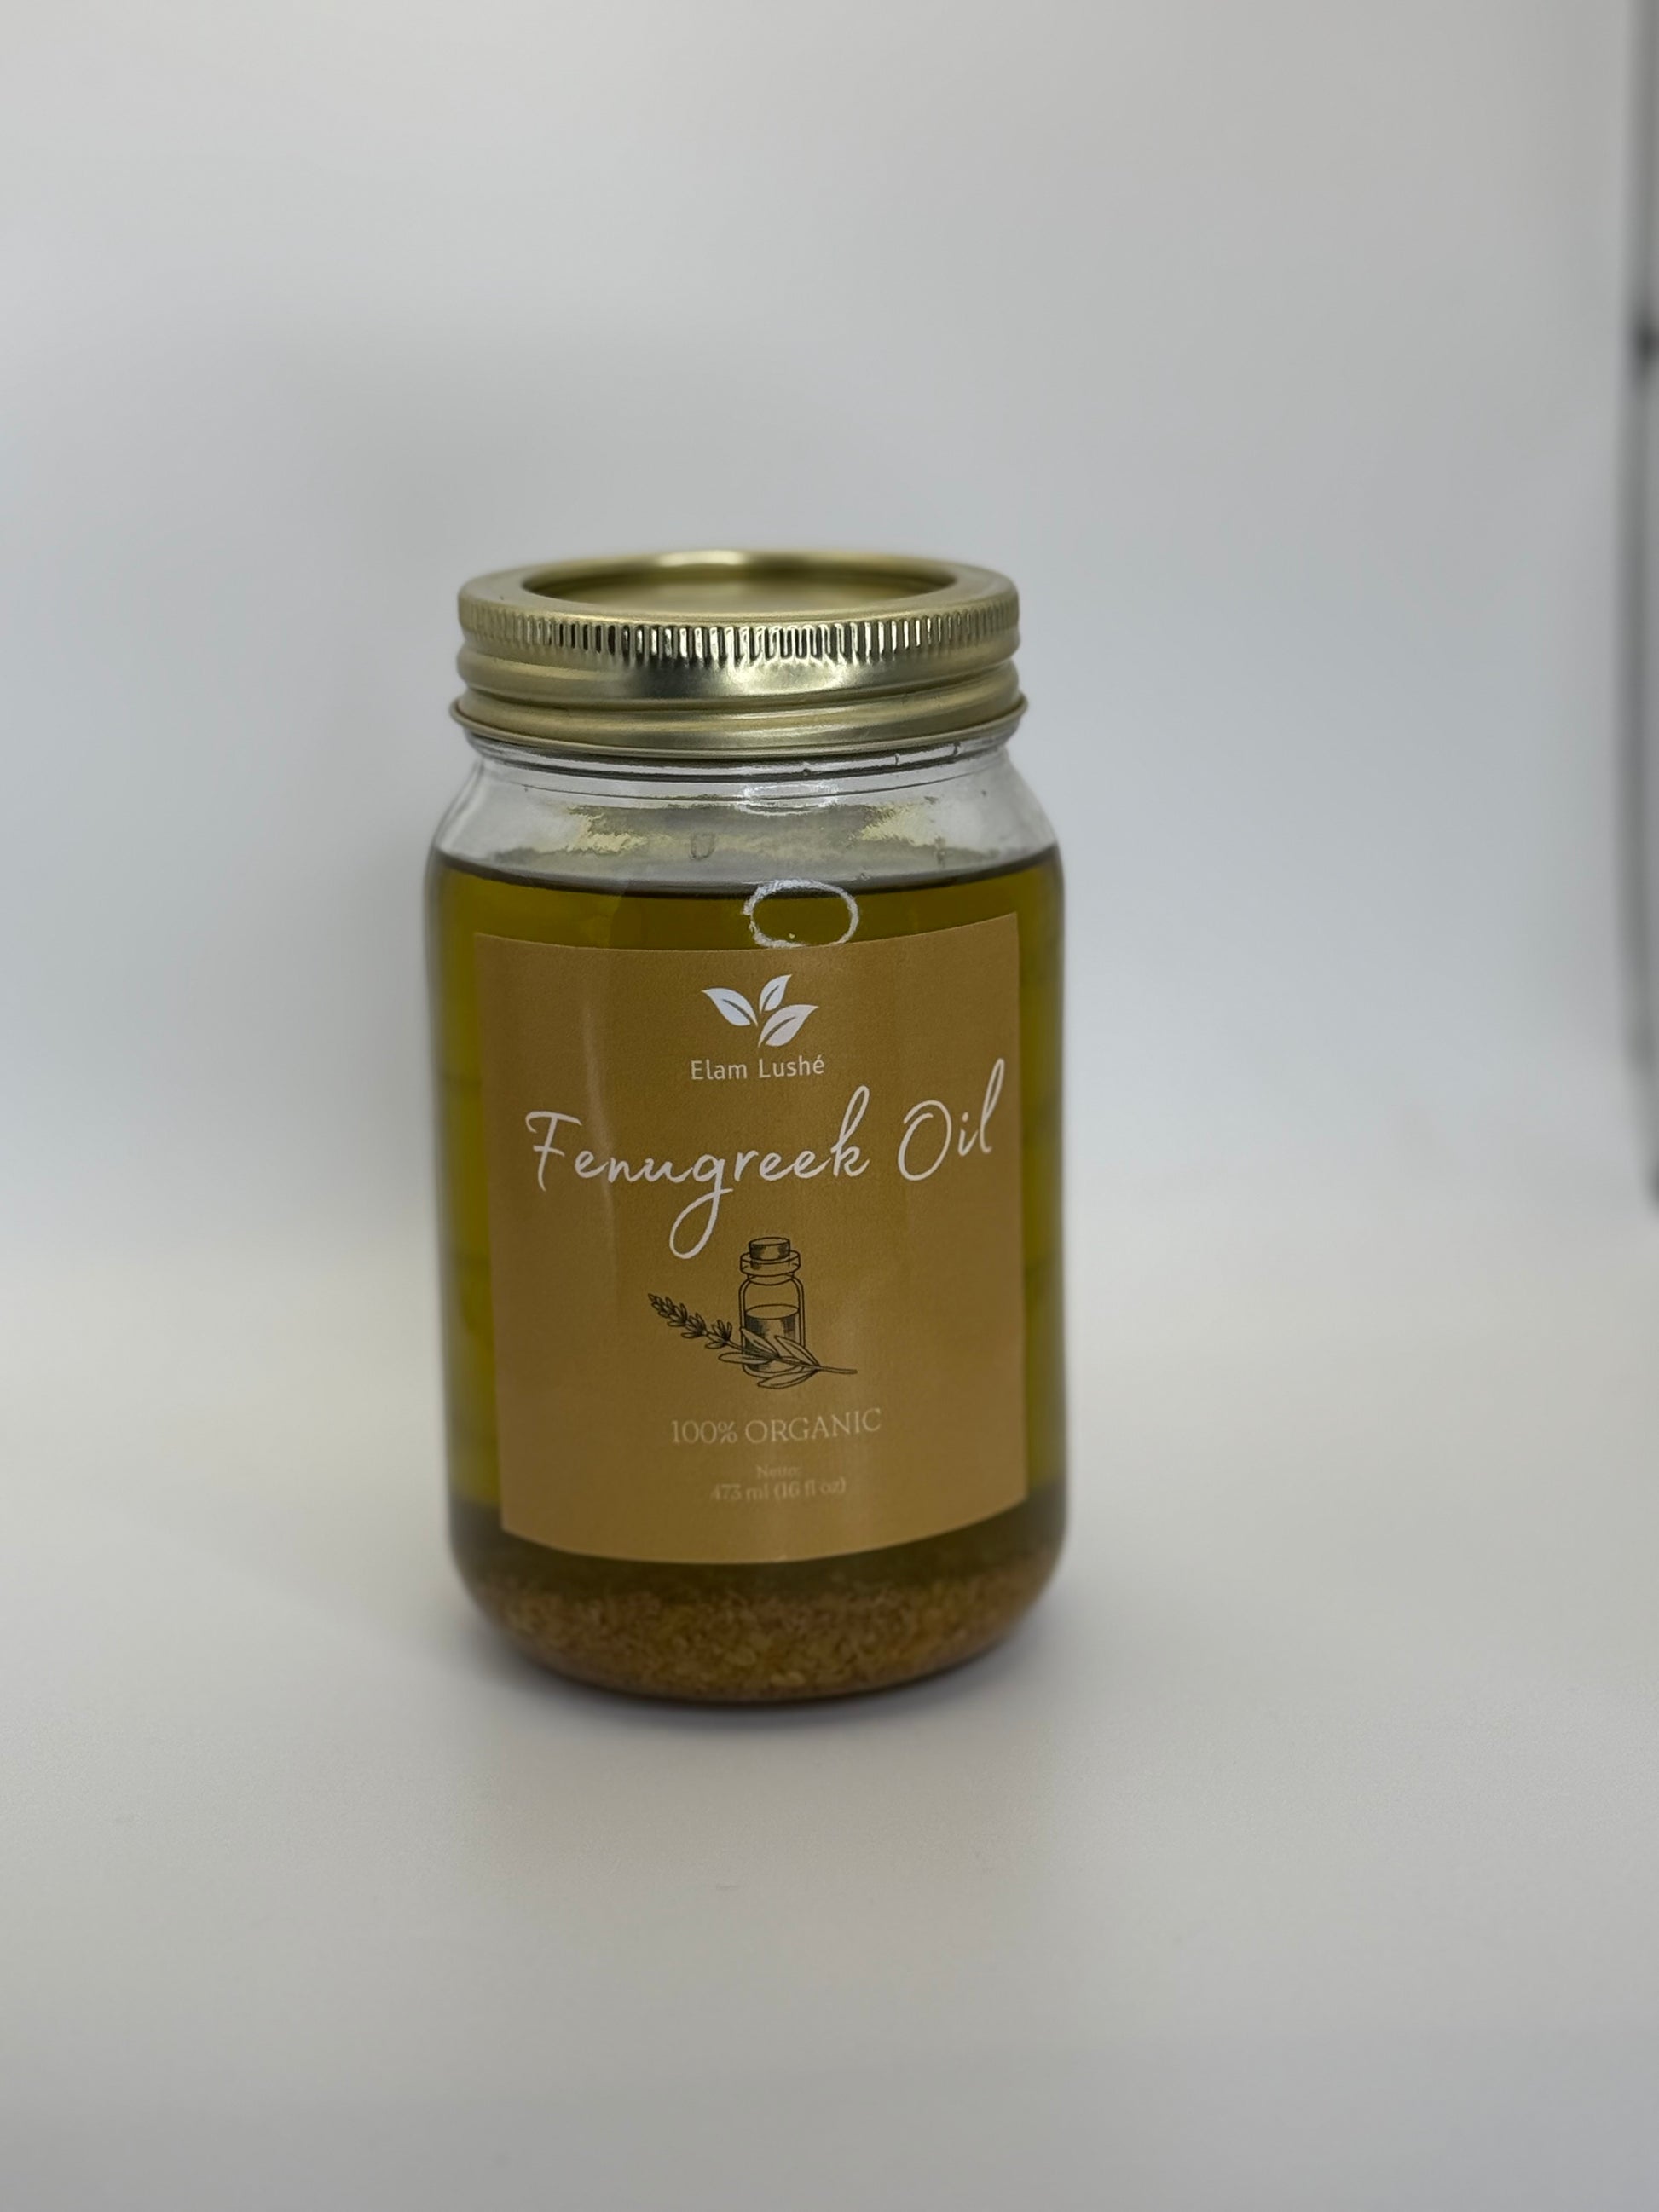 Elam Lushé
Fenugreek Oil
100% ORGANIC
Netto:
473 ml (16 fl oz)